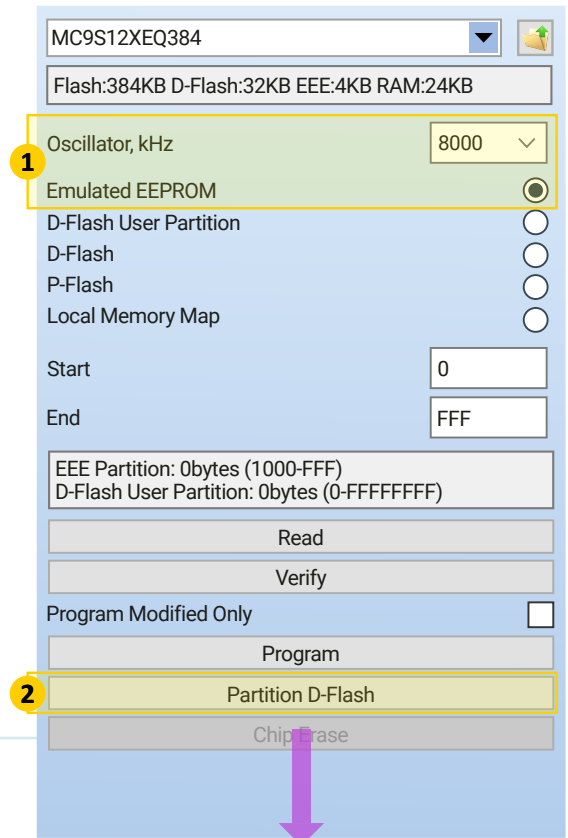 MC9S12XEQ384
Flash:384KB D-Flash:32KB EEE:4KB RAM:24KB
1
Oscillator, kHz 8000
Emulated EEPROM
D-Flash User Partition
D-Flash
P-Flash
Local Memory Map
Start 0
End FFF
EEE Partition: 0bytes (1000-FFF)
D-Flash User Partition: 0bytes (0-FFFFFFFF)
Read
Verify
Program Modified Only
Program
2 Partition D-Flash
Chip Erase